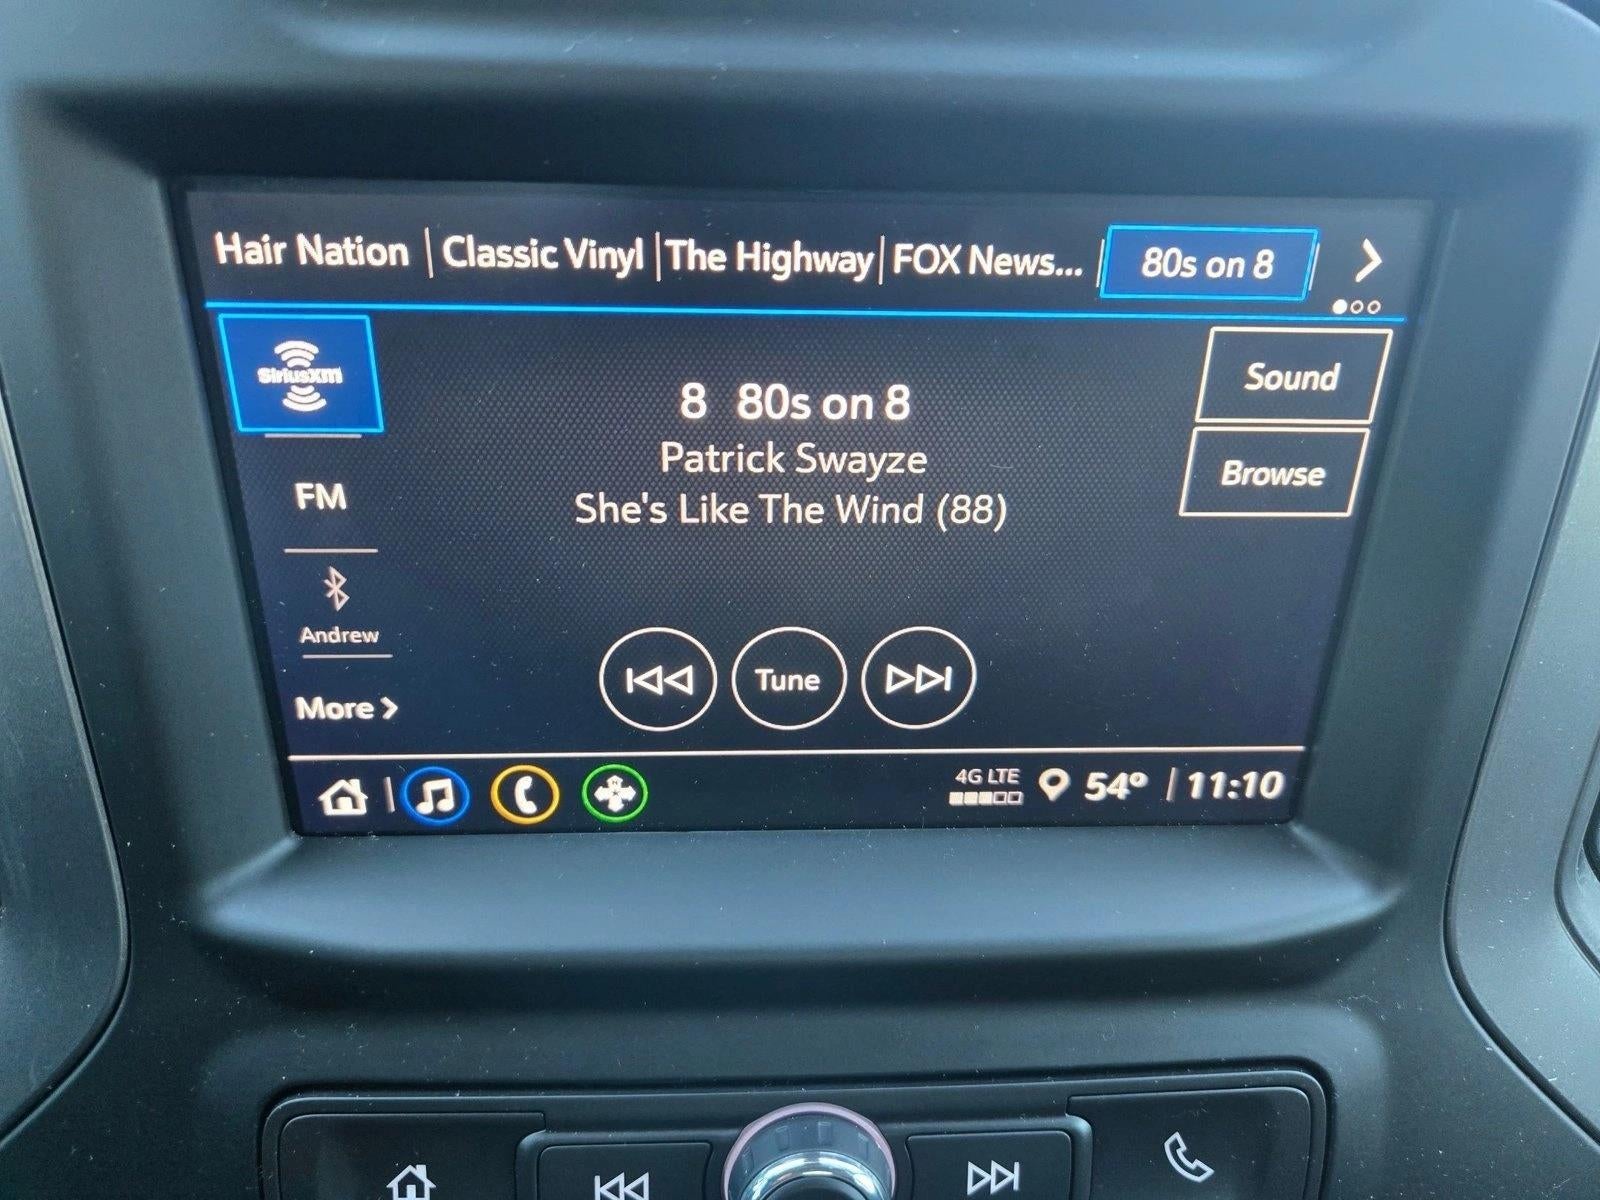 Hair Nation | Classic Vinyl | The Highway | FOX News... 80s on 8 >
SiriusXM
8 80s on 8
Sound
Patrick Swayze
Browse
She's Like The Wind (88)
FM
Andrew
Tune
More >
4G LTE 54° | 11:10